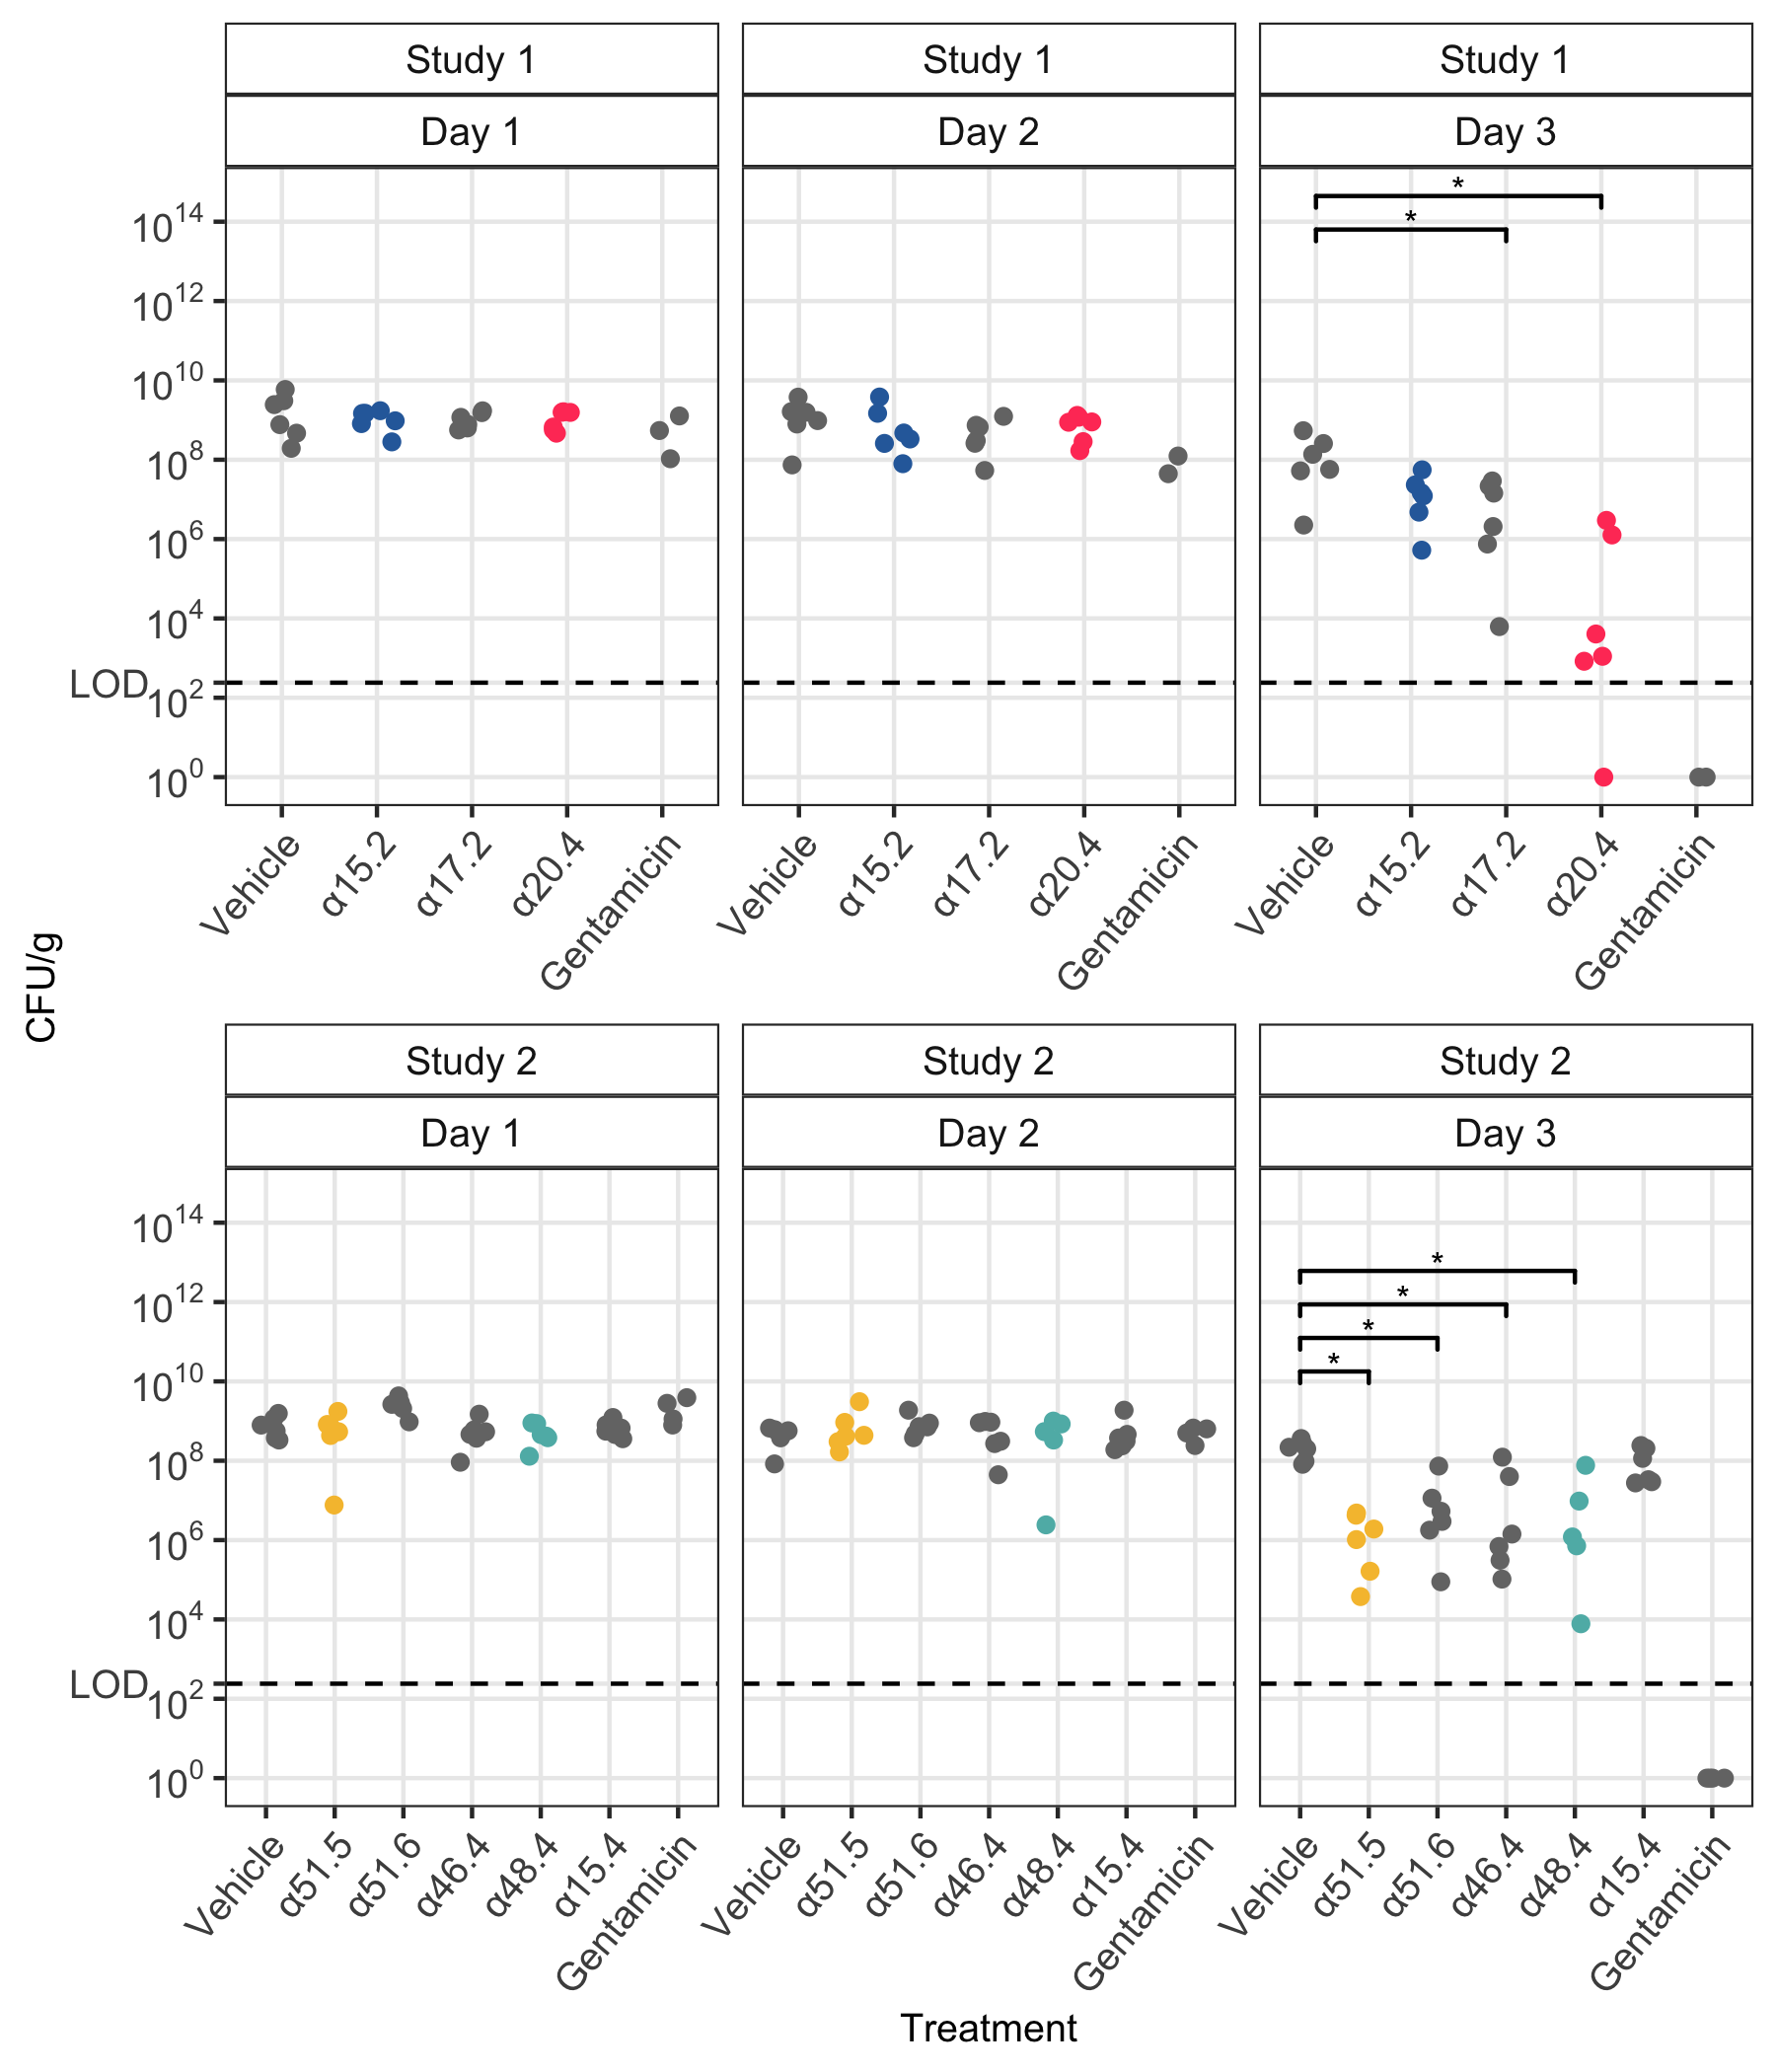 Study 1
Study 1
Study 1
Day 1
Day 2
Day 3
*
*
10^14
10^12
10^10
10^8
10^6
10^4
LOD
10^2
10^0
Vehicle
α15.2
α17.2
α20.4
Gentamicin
Vehicle
α15.2
α17.2
α20.4
Gentamicin
Vehicle
α15.2
α17.2
α20.4
Gentamicin
CFU/g
Study 2
Study 2
Study 2
Day 1
Day 2
Day 3
*
*
*
*
10^14
10^12
10^10
10^8
10^6
10^4
LOD
10^2
10^0
Vehicle
α51.5
α51.6
α46.4
α48.4
α15.4
Gentamicin
Vehicle
α51.5
α51.6
α46.4
α48.4
α15.4
Gentamicin
Vehicle
α51.5
α51.6
α46.4
α48.4
α15.4
Gentamicin
Treatment